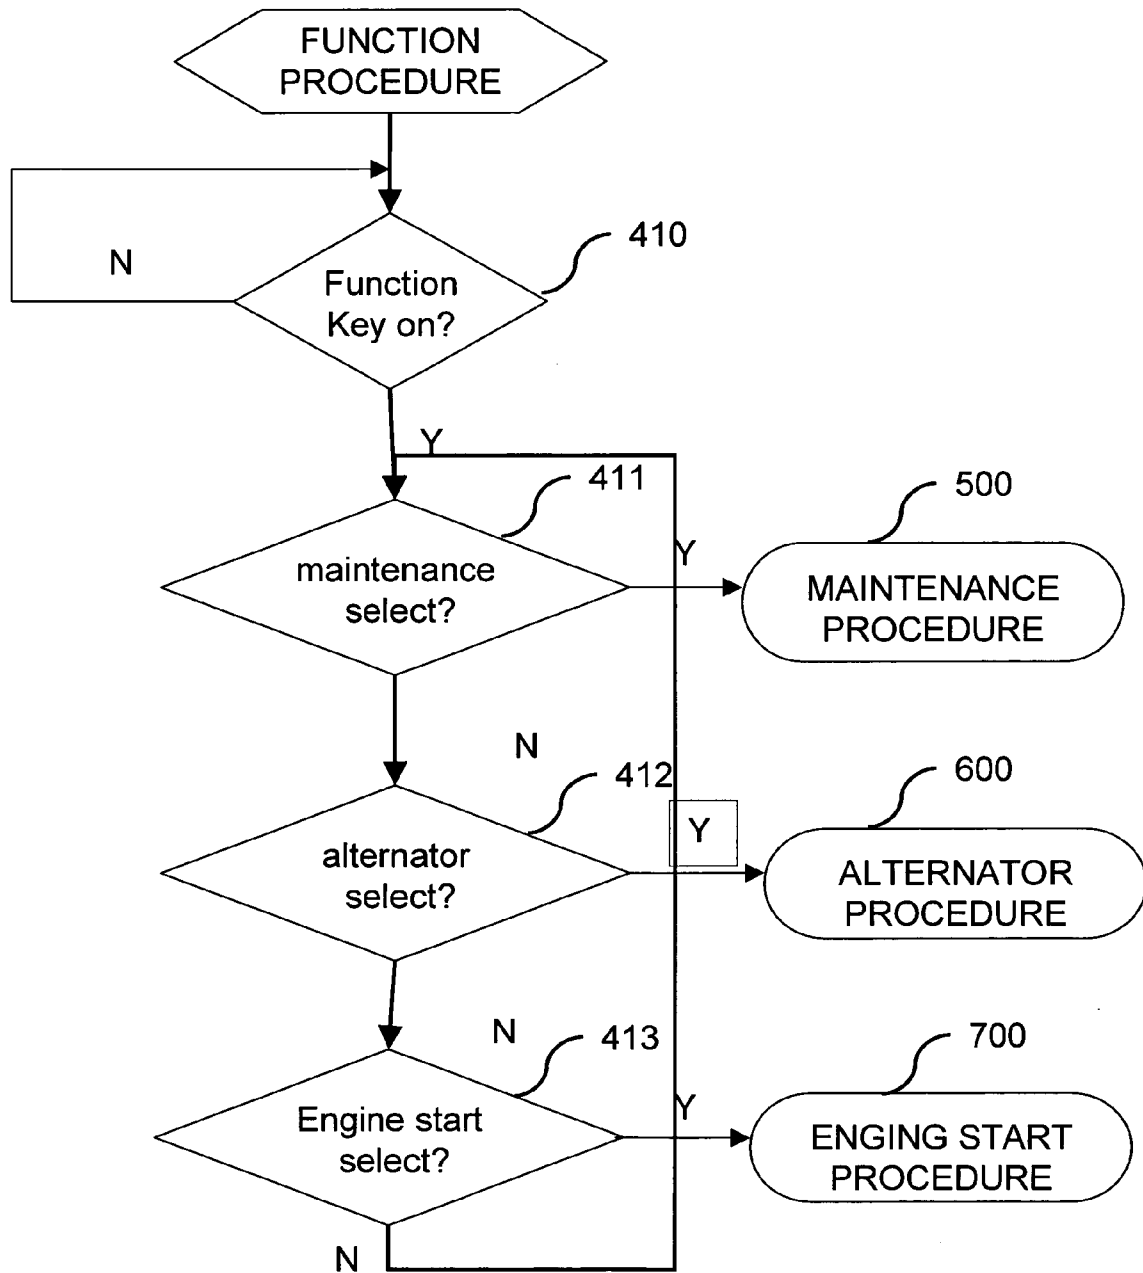 FUNCTION
PROCEDURE
410
N
Function
Key on?
Y
411
500
Y
maintenance
select?
MAINTENANCE
PROCEDURE
N
412
600
Y
alternator
select?
ALTERNATOR
PROCEDURE
N
413
700
Y
Engine start
select?
ENGING START
PROCEDURE
N